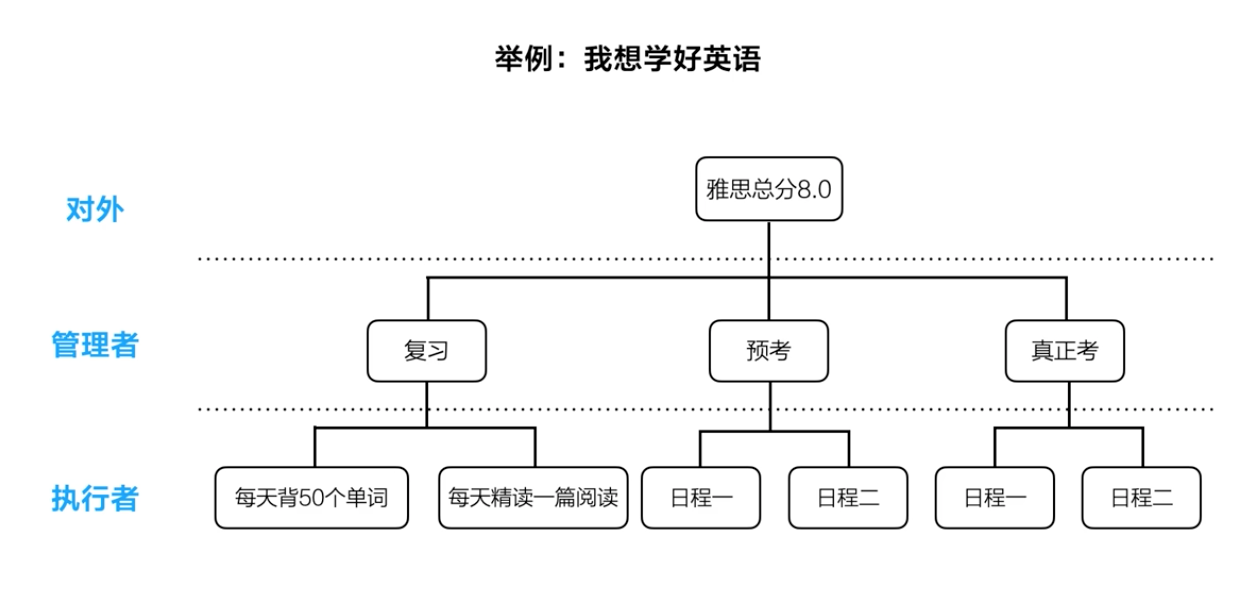 举例：我想学好英语
对外
雅思总分8.0
管理者
复习
预考
真正考
执行者
每天背50个单词
每天精读一篇阅读
日程一
日程二
日程一
日程二